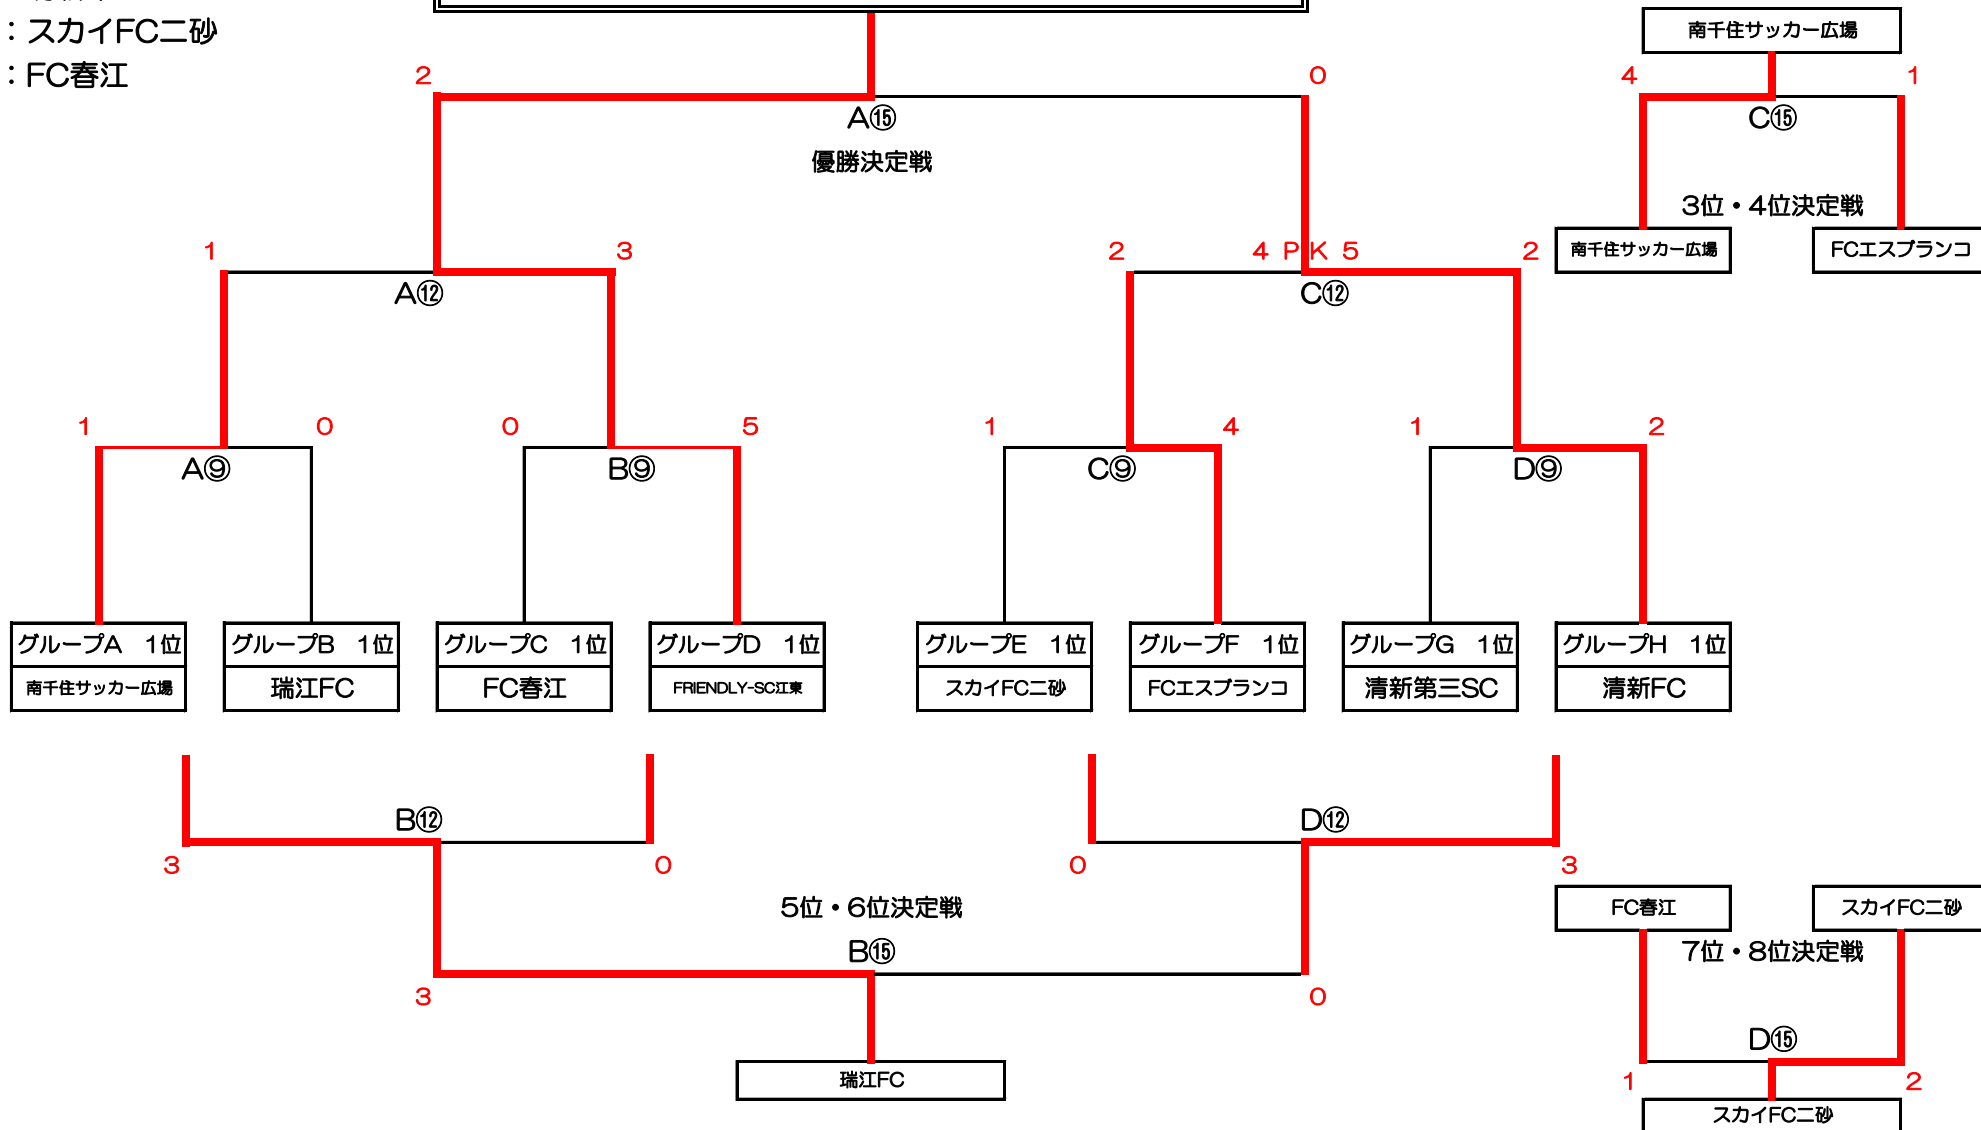 ：スカイFC二砂
：FC春江
南千住サッカー広場
2
0
4
1
A⑮
C⑮
優勝決定戦
3位・4位決定戦
南千住サッカー広場
FCエスブランコ
1
3
2
4 PK 5
2
A⑫
C⑫
1
0
0
5
1
4
1
2
A⑨
B⑨
C⑨
D⑨
グループA 1位
グループB 1位
グループC 1位
グループD 1位
グループE 1位
グループF 1位
グループG 1位
グループH 1位
南千住サッカー広場
瑞江FC
FC春江
FRIENDLY-SC江東
スカイFC二砂
FCエスブランコ
清新第三SC
清新FC
B⑫
D⑫
3
0
0
3
5位・6位決定戦
B⑮
3
0
瑞江FC
FC春江
スカイFC二砂
7位・8位決定戦
D⑮
1
2
スカイFC二砂